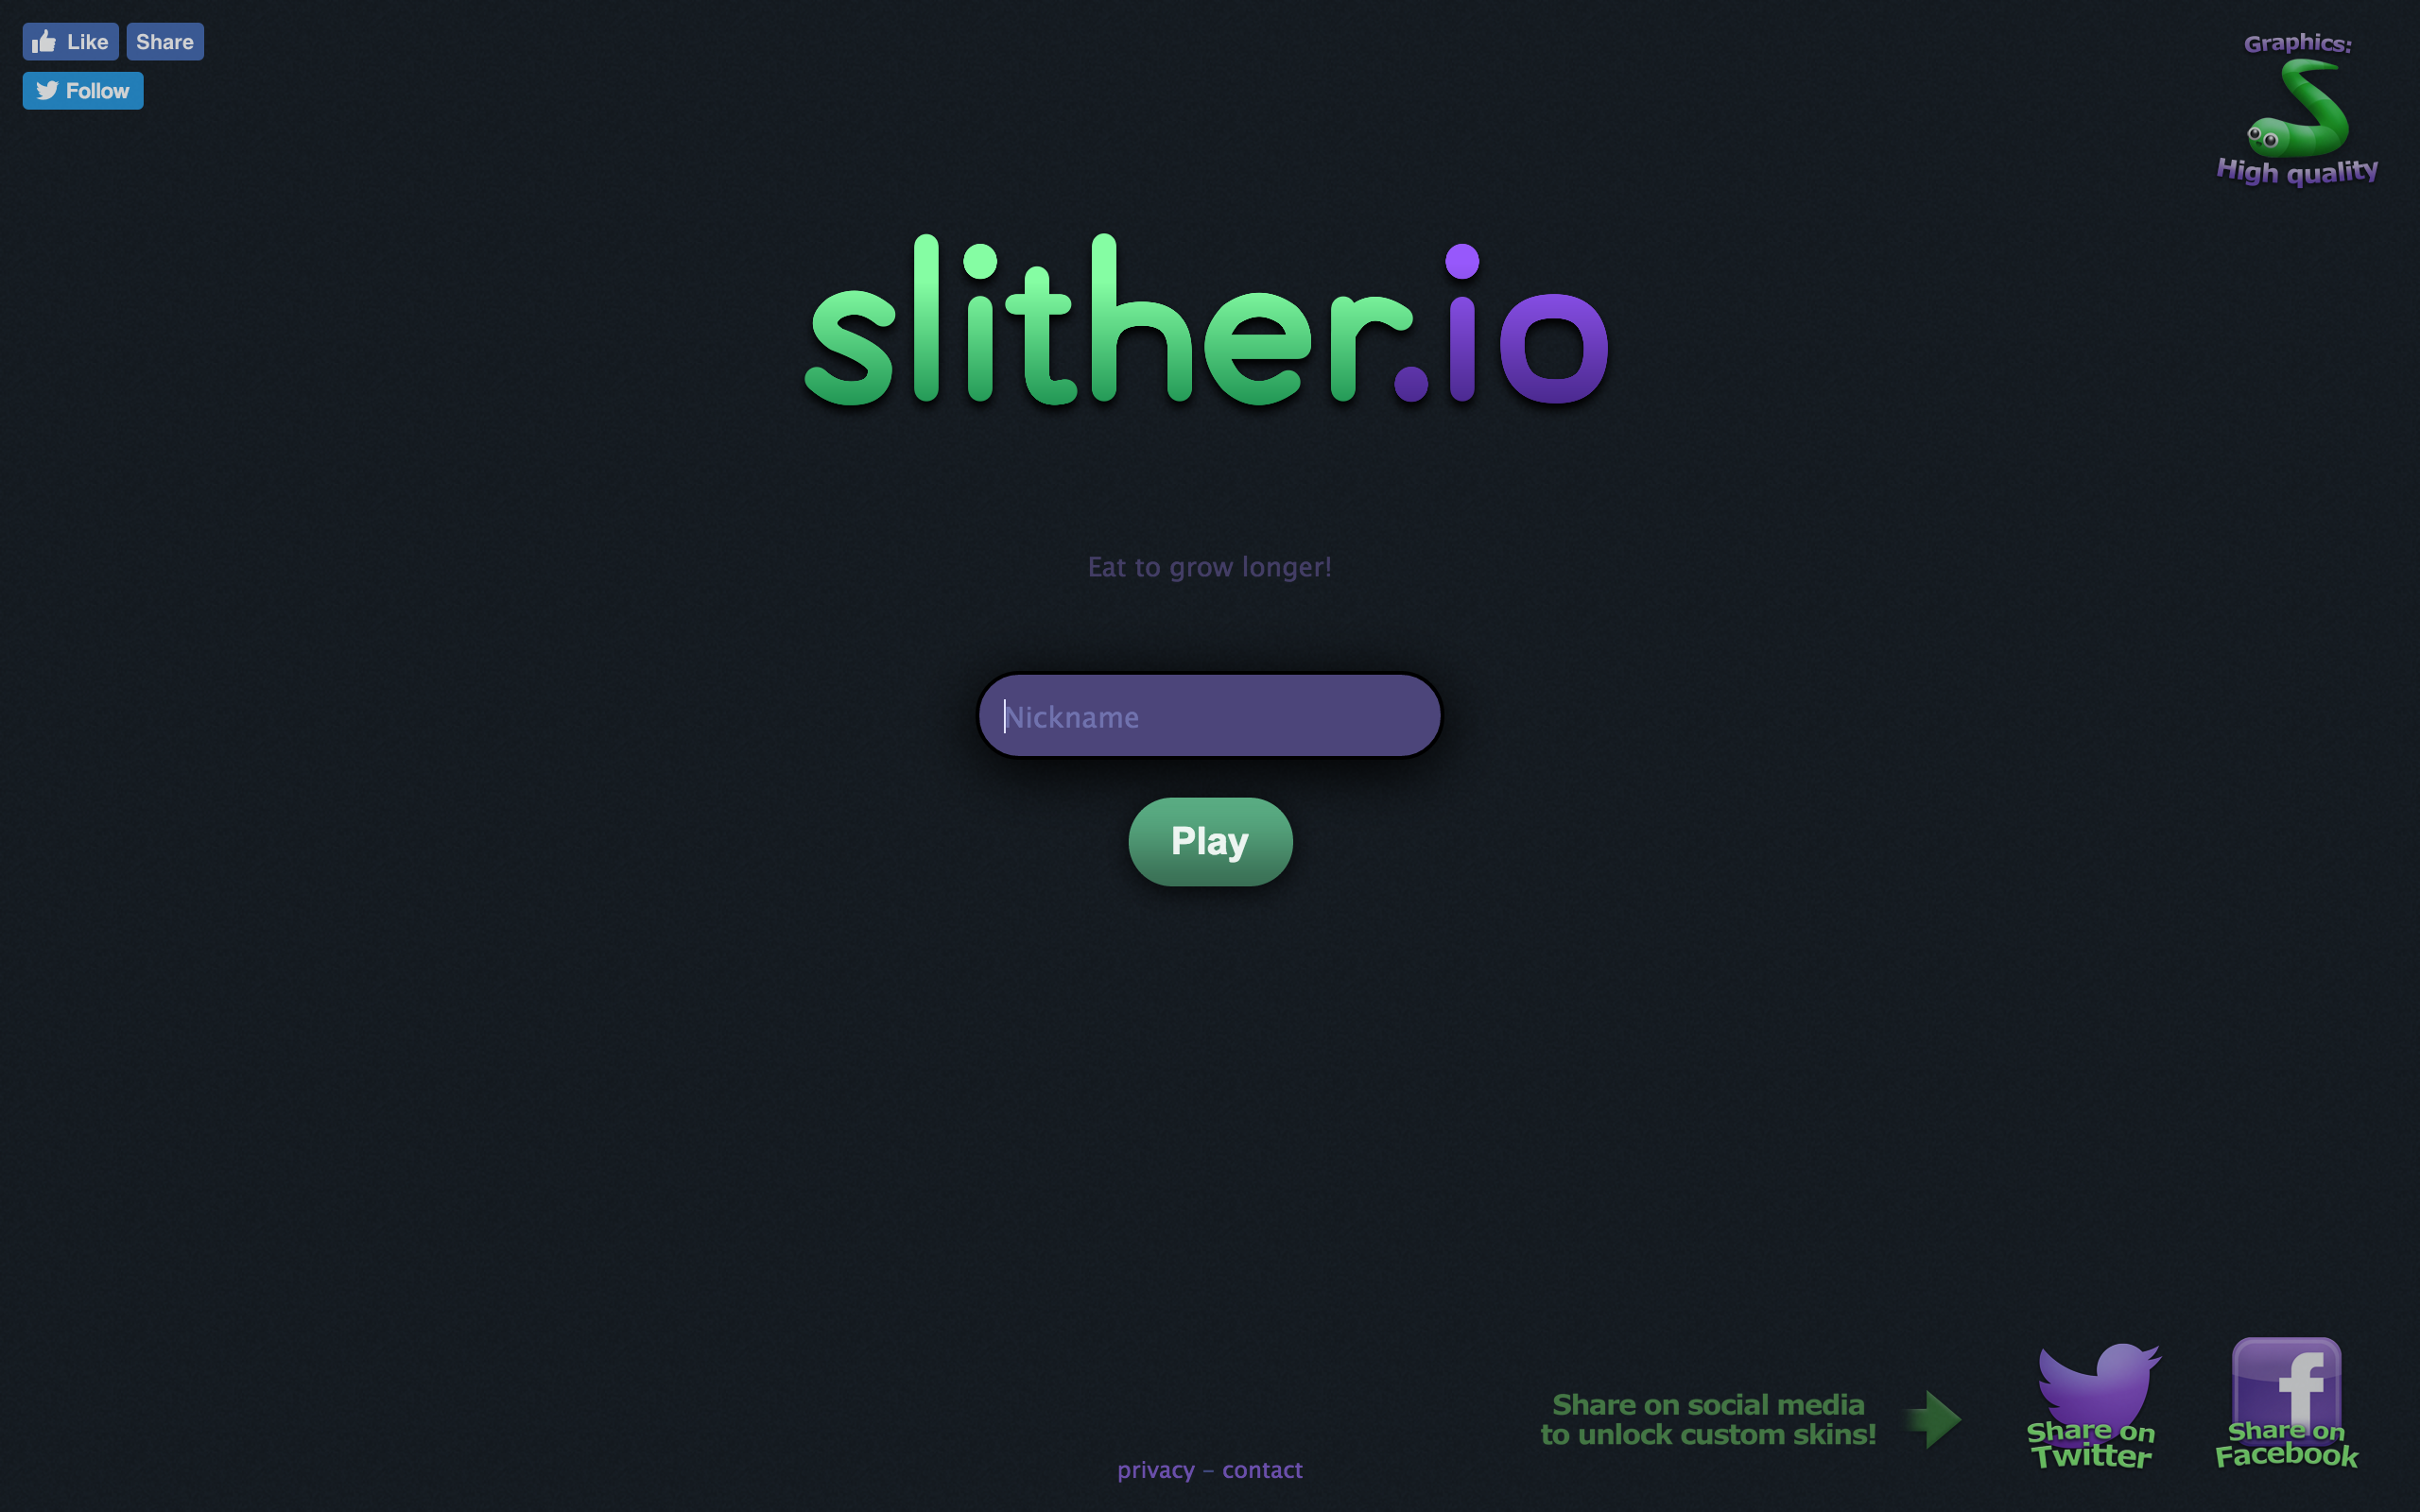 Like Share
Follow
Graphics:
High quality
slither.io
Eat to grow longer!
Nickname
Play
Share on social media
to unlock custom skins!
Share on
Twitter
Share on
Facebook
privacy – contact